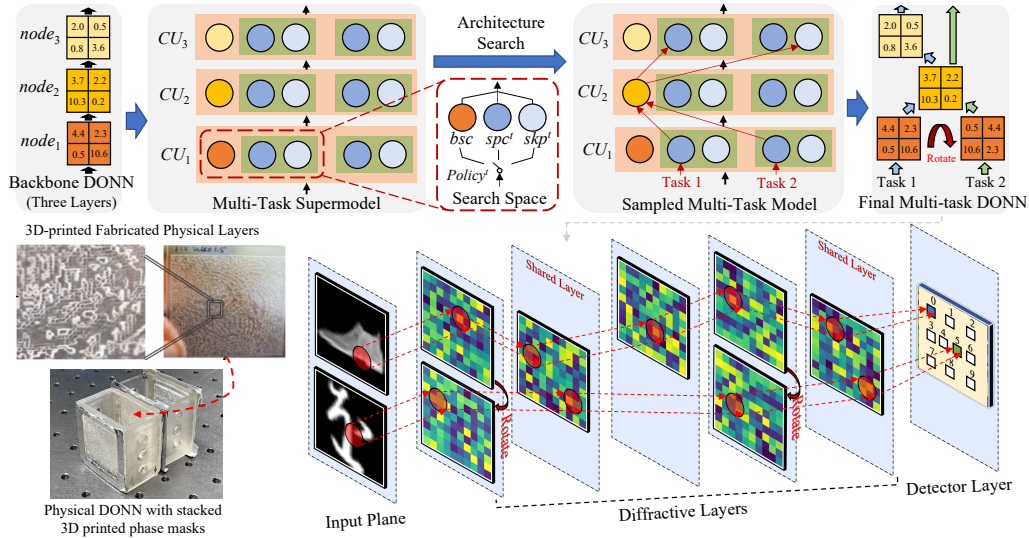 node3
2.0 0.5
0.8 3.6
node2
3.7 2.2
10.3 0.2
node1
4.4 2.3
0.5 10.6
Backbone DONN
(Three Layers)
CU3
CU2
CU1
Multi-Task Supermodel
Architecture
Search
bsc spc^t skp^t
Policy^t
Search Space
CU3
CU2
CU1
Task 1 Task 2
Sampled Multi-Task Model
2.0 0.5
0.8 3.6
3.7 2.2
10.3 0.2
4.4 2.3
0.5 10.6
Rotate
0.5 4.4
10.6 2.3
Task 1 Task 2
Final Multi-task DONN
3D-printed Fabricated Physical Layers
Physical DONN with stacked
3D printed phase masks
Shared Layer
Shared Layer
Rotate
Rotate
0
1
2
3
4
5
6
7
8
9
Input Plane
Diffractive Layers
Detector Layer